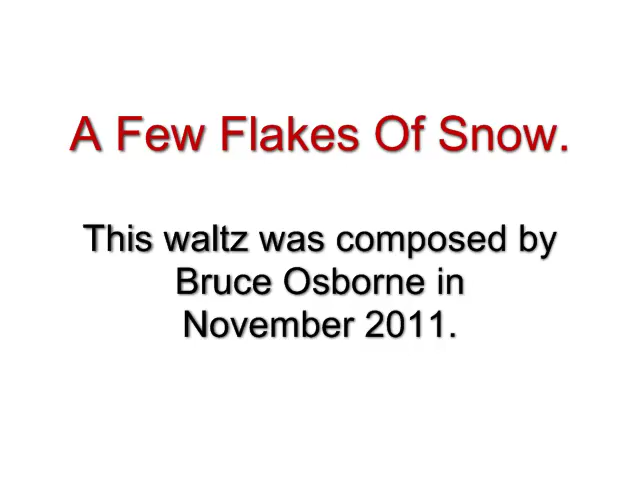 A Few Flakes Of Snow.
This waltz was composed by
Bruce Osborne in
November 2011.